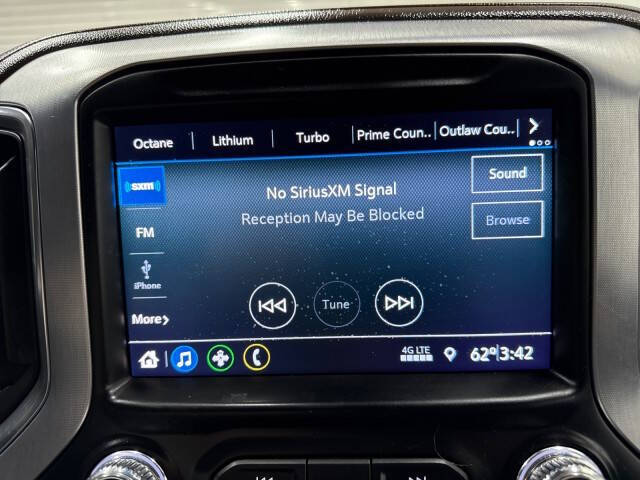 Octane Lithium Turbo Prime Coun.. Outlaw Cou..
sxm
No SiriusXM Signal
Sound
Reception May Be Blocked
Browse
FM
iPhone
Tune
More
4G LTE
62° 3:42